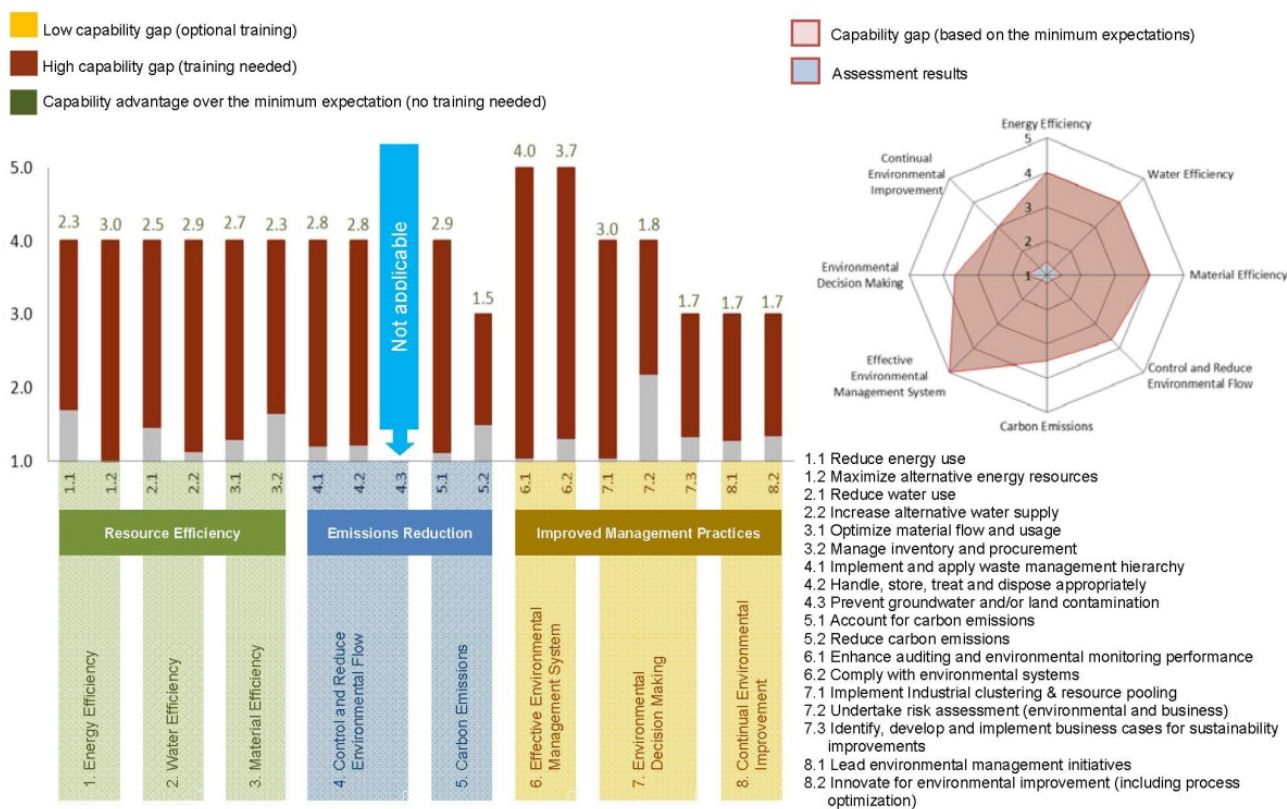 Low capability gap (optional training)
High capability gap (training needed)
Capability advantage over the minimum expectation (no training needed)
Capability gap (based on the minimum expectations)
Assessment results
5.0
4.0
3.0
2.0
1.0
2.3
3.0
2.5
2.9
2.7
2.3
2.8
2.8
Not applicable
2.9
1.5
4.0
3.7
3.0
1.8
1.7
1.7
1.7
1.1
1.2
2.1
2.2
3.1
3.2
4.1
4.2
4.3
5.1
5.2
6.1
6.2
7.1
7.2
7.3
8.1
8.2
Resource Efficiency
Emissions Reduction
Improved Management Practices
1. Energy Efficiency
2. Water Efficiency
3. Material Efficiency
4. Control and Reduce
Environmental Flow
5. Carbon Emissions
6. Effective Environmental
Management System
7. Environmental
Decision Making
8. Continual Environmental
Improvement
Energy Efficiency
5
4
3
2
1
Water Efficiency
Material Efficiency
Control and Reduce
Environmental Flow
Carbon Emissions
Effective
Environmental
Management System
Environmental
Decision Making
Continual
Environmental
Improvement
1.1 Reduce energy use
1.2 Maximize alternative energy resources
2.1 Reduce water use
2.2 Increase alternative water supply
3.1 Optimize material flow and usage
3.2 Manage inventory and procurement
4.1 Implement and apply waste management hierarchy
4.2 Handle, store, treat and dispose appropriately
4.3 Prevent groundwater and/or land contamination
5.1 Account for carbon emissions
5.2 Reduce carbon emissions
6.1 Enhance auditing and environmental monitoring performance
6.2 Comply with environmental systems
7.1 Implement Industrial clustering & resource pooling
7.2 Undertake risk assessment (environmental and business)
7.3 Identify, develop and implement business cases for sustainability
improvements
8.1 Lead environmental management initiatives
8.2 Innovate for environmental improvement (including process
optimization)